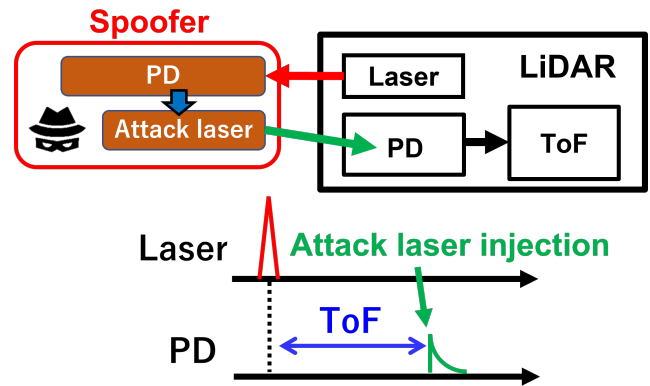 Spoofer
PD
Attack laser
Laser
LiDAR
PD
ToF
Laser
Attack laser injection
ToF
PD